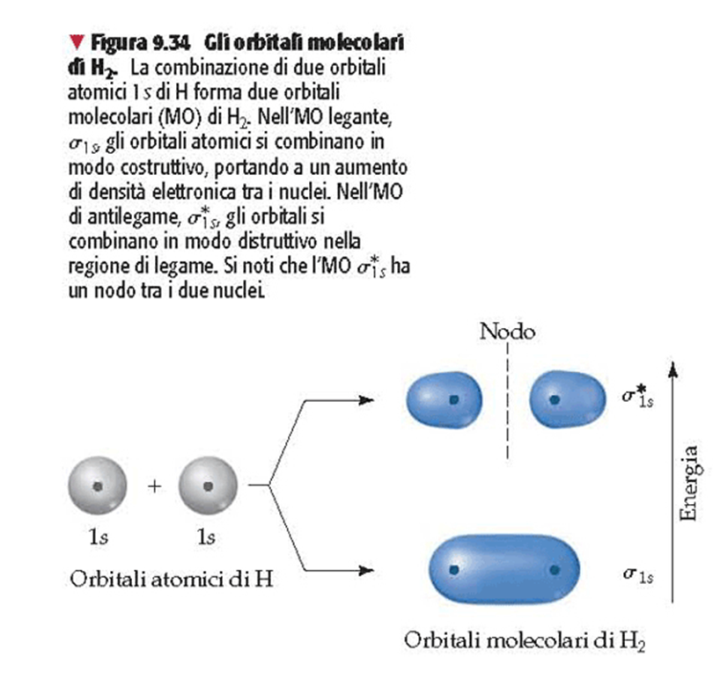 ▼ Figura 9.34 Gli orbitali molecolari
di H₂. La combinazione di due orbitali
atomici 1s di H forma due orbitali
molecolari (MO) di H₂. Nell'MO legante,
σ1s, gli orbitali atomici si combinano in
modo costruttivo, portando a un aumento
di densità elettronica tra i nuclei. Nell'MO
di antilegame, σ*1s, gli orbitali si
combinano in modo distruttivo nella
regione di legame. Si noti che l'MO σ*1s ha
un nodo tra i due nuclei.
Nodo
σ*1s
Energia
+
1s 1s
Orbitali atomici di H
σ1s
Orbitali molecolari di H₂